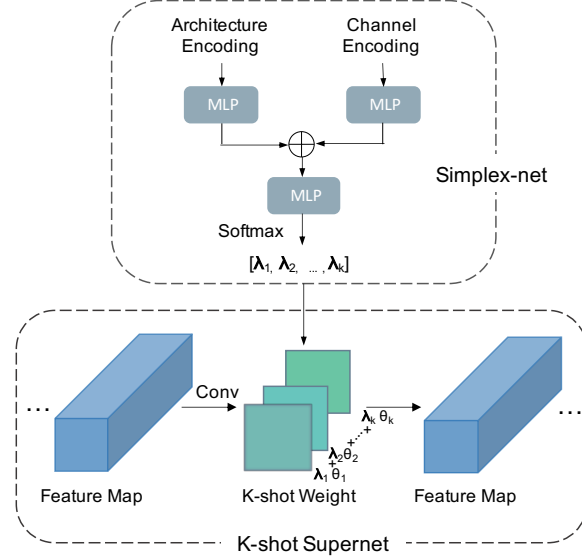 Architecture Encoding
Channel Encoding
MLP
MLP
MLP
Simplex-net
Softmax
[λ1, λ2, ... , λk]
...
Conv
...
λk θk
+...+
λ2θ2
+
λ1 θ1
Feature Map
K-shot Weight
Feature Map
K-shot Supernet